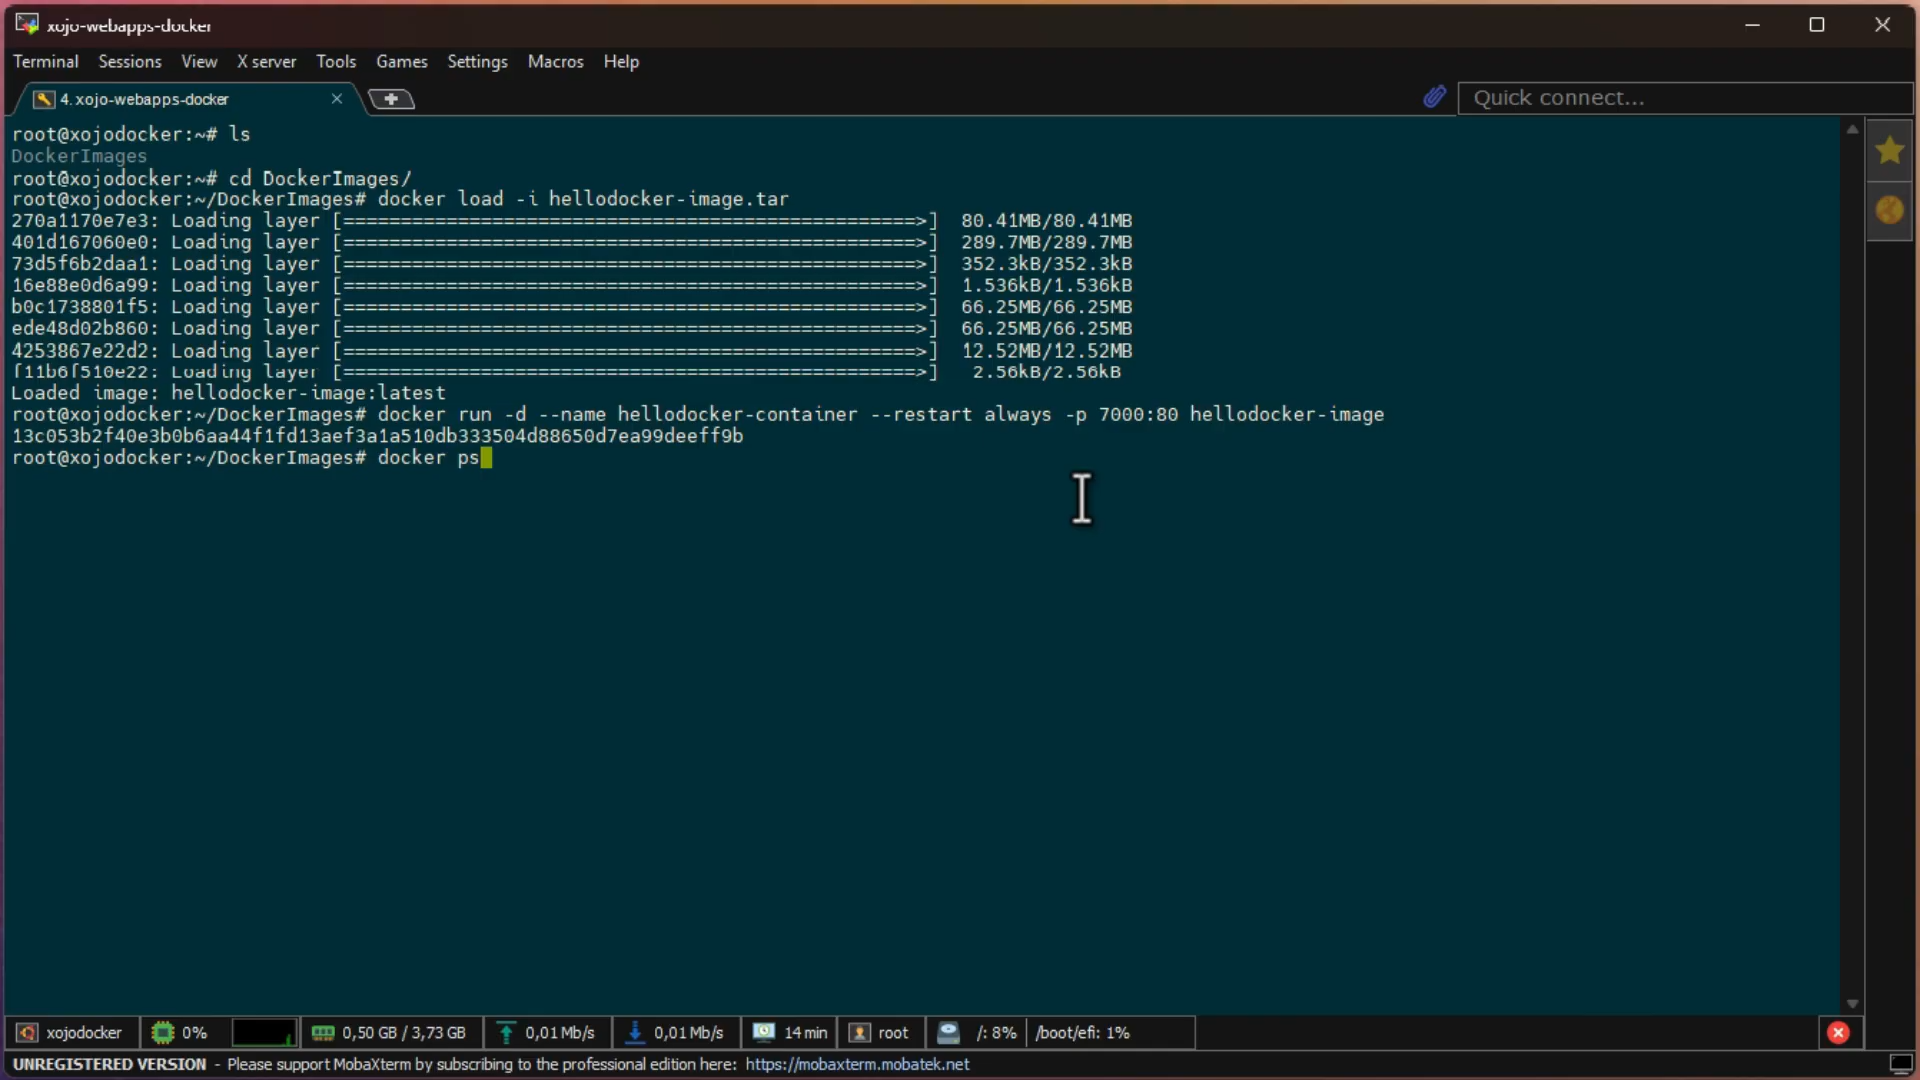 xojo-webapps-docker
Terminal Sessions View X server Tools Games Settings Macros Help
4. xojo-webapps-docker
Quick connect...
root@xojodocker:~# ls
DockerImages
root@xojodocker:~# cd DockerImages/
root@xojodocker:~/DockerImages# docker load -i hellodocker-image.tar
270a1170e7e3: Loading layer [==================================================>] 80.41MB/80.41MB
401d167060e0: Loading layer [==================================================>] 289.7MB/289.7MB
73d5f6b2daa1: Loading layer [==================================================>] 352.3kB/352.3kB
16e88e0d6a99: Loading layer [==================================================>] 1.536kB/1.536kB
b0c1738801f5: Loading layer [==================================================>] 66.25MB/66.25MB
ede48d02b860: Loading layer [==================================================>] 66.25MB/66.25MB
4253867e22d2: Loading layer [==================================================>] 12.52MB/12.52MB
f11b6f510e22: Loading layer [==================================================>] 2.56kB/2.56kB
Loaded image: hellodocker-image:latest
root@xojodocker:~/DockerImages# docker run -d --name hellodocker-container --restart always -p 7000:80 hellodocker-image
13c053b2f40e3b0b6aa44f1fd13aef3a1a510db333504d88650d7ea99deeff9b
root@xojodocker:~/DockerImages# docker ps
xojodocker 0% 0,50 GB / 3,73 GB 0,01 Mb/s 0,01 Mb/s 14 min root /: 8% /boot/efi: 1%
UNREGISTERED VERSION - Please support MobaXterm by subscribing to the professional edition here: https://mobaxterm.mobatek.net